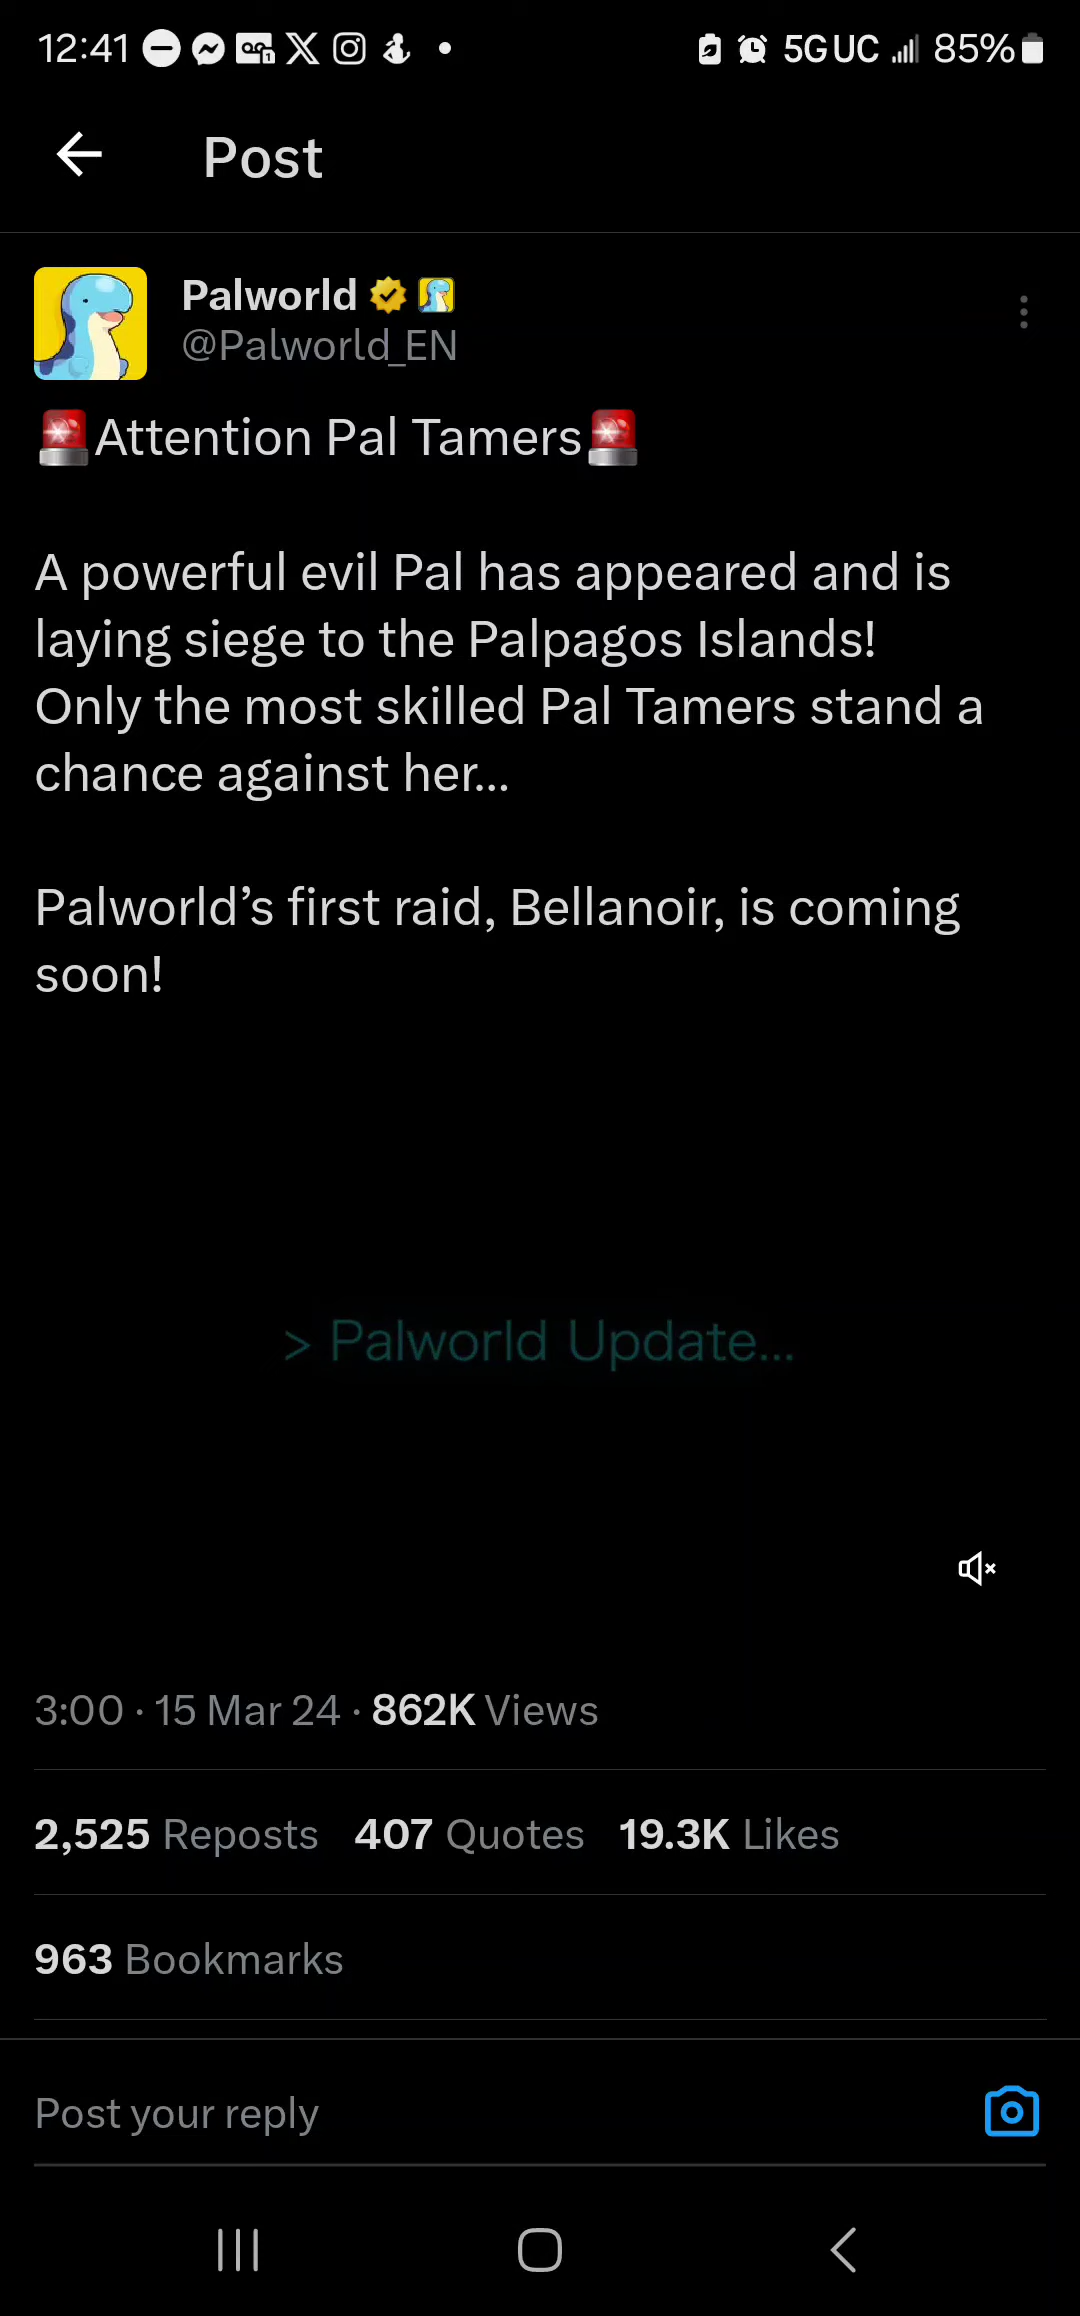 12:41
5G UC 85%
Post
Palworld
@Palworld_EN
🚨Attention Pal Tamers🚨
A powerful evil Pal has appeared and is
laying siege to the Palpagos Islands!
Only the most skilled Pal Tamers stand a
chance against her...
Palworld’s first raid, Bellanoir, is coming
soon!
> Palworld Update...
3:00 · 15 Mar 24 · 862K Views
2,525 Reposts 407 Quotes 19.3K Likes
963 Bookmarks
Post your reply